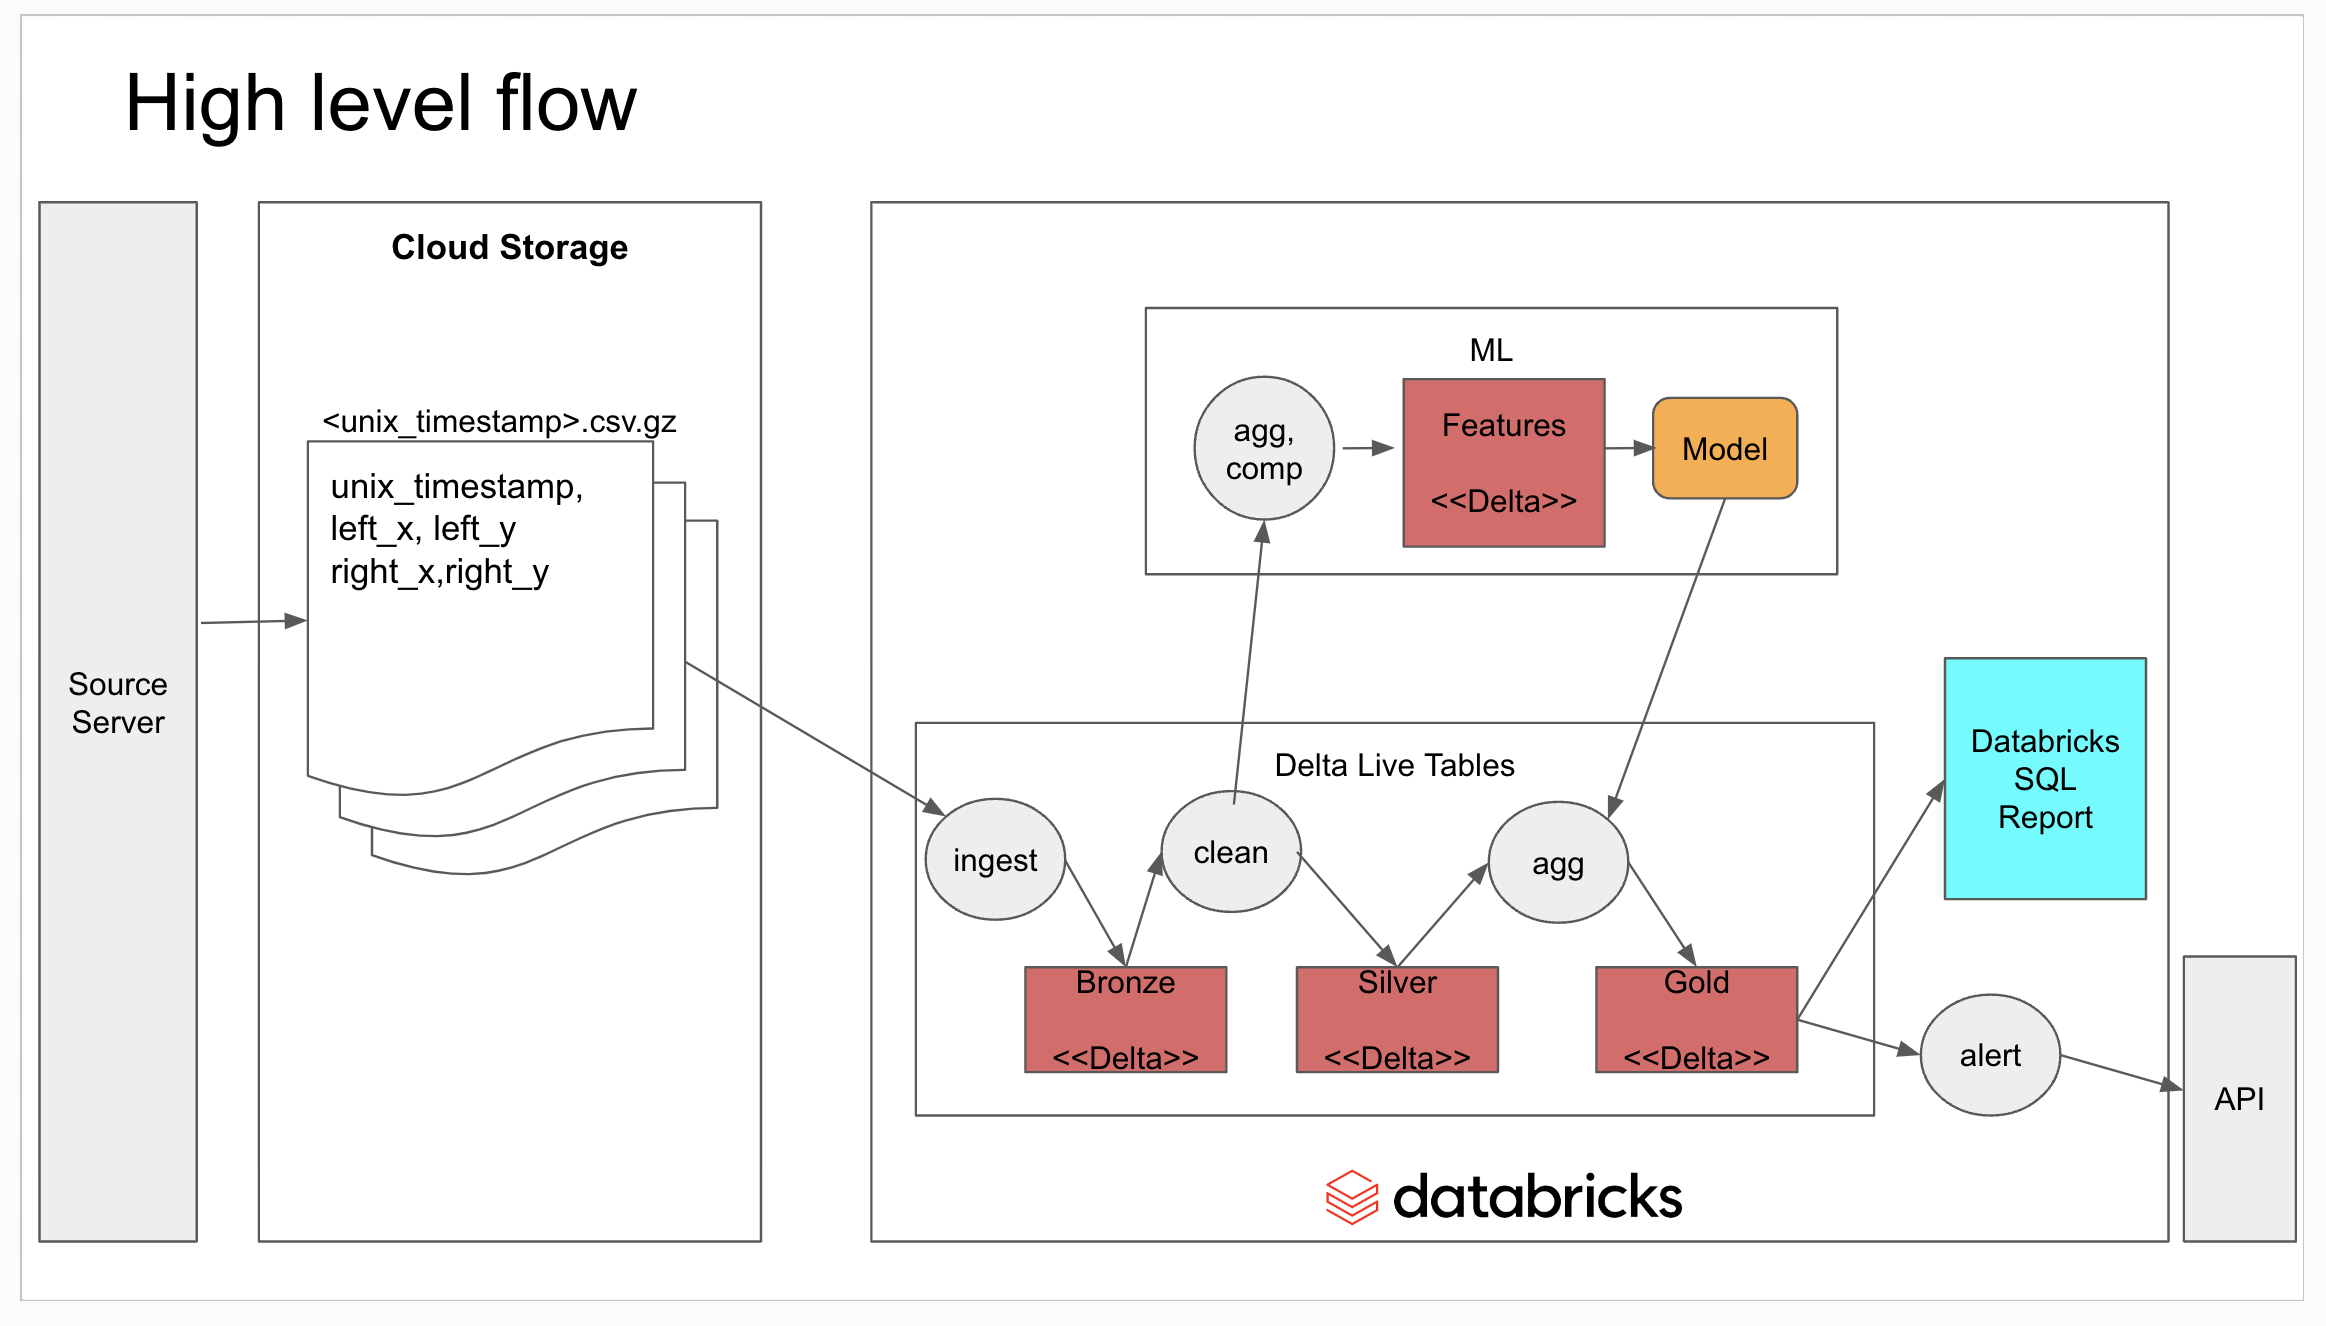 High level flow
Source
Server
Cloud Storage
<unix_timestamp>.csv.gz
unix_timestamp,
left_x, left_y
right_x,right_y
ML
agg,
comp
Features
<<Delta>>
Model
Delta Live Tables
ingest
clean
agg
Bronze
<<Delta>>
Silver
<<Delta>>
Gold
<<Delta>>
Databricks
SQL
Report
alert
API
databricks